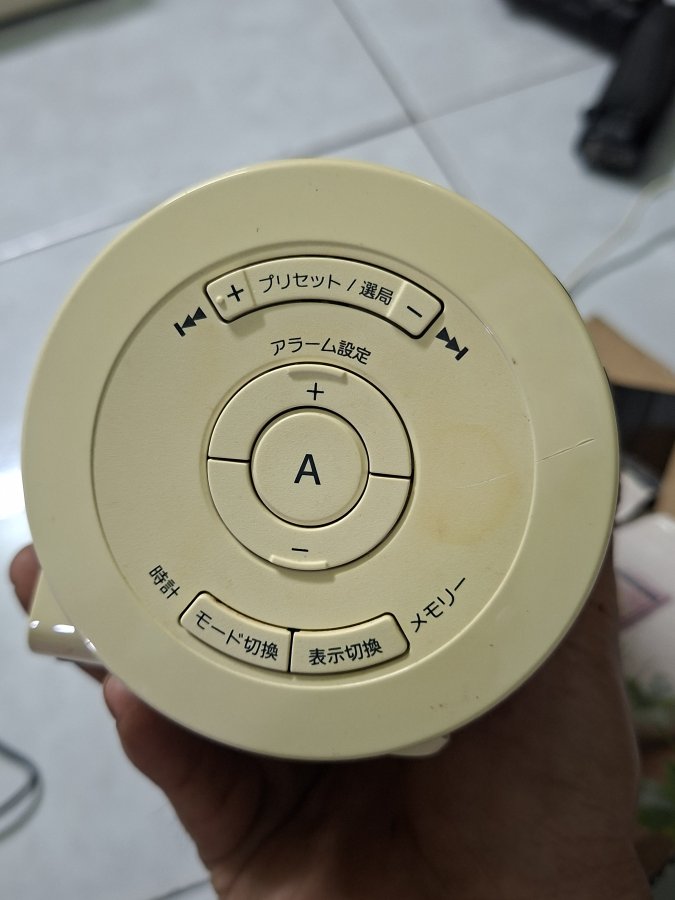 + プリセット / 選局 -
アラーム設定
+
A
-
時計
メモリー
モード切換
表示切換